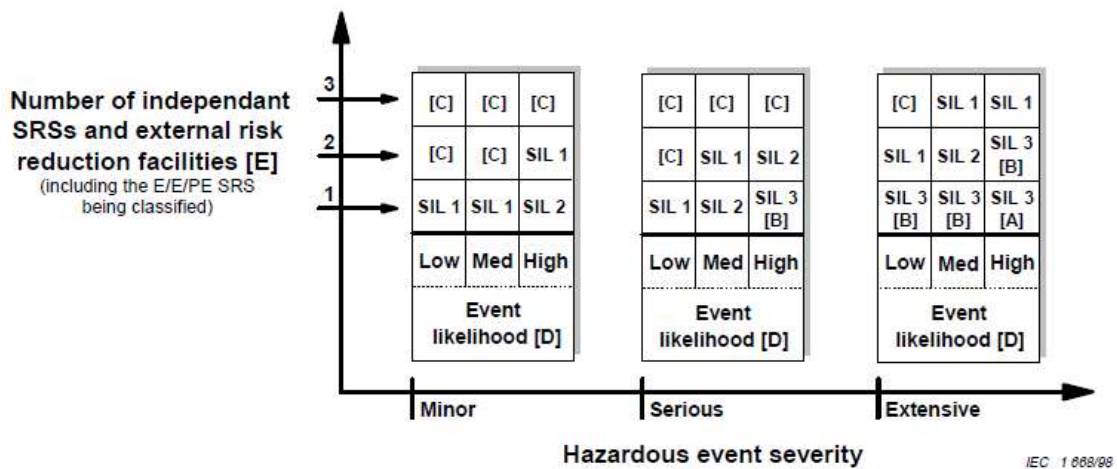 3
Number of independant
SRSs and external risk
reduction facilities [E]
(including the E/E/PE SRS
being classified)
2
1
[C] [C] [C]
[C] [C] SIL 1
SIL 1 SIL 1 SIL 2
Low Med High
Event
likelihood [D]
[C] [C] [C]
[C] SIL 1 SIL 2
SIL 1 SIL 2 SIL 3
[B]
Low Med High
Event
likelihood [D]
[C] SIL 1 SIL 1
SIL 1 SIL 2 SIL 3
[B]
SIL 3 SIL 3 SIL 3
[B] [B] [A]
Low Med High
Event
likelihood [D]
Minor Serious Extensive
Hazardous event severity
IEC 1 668/98